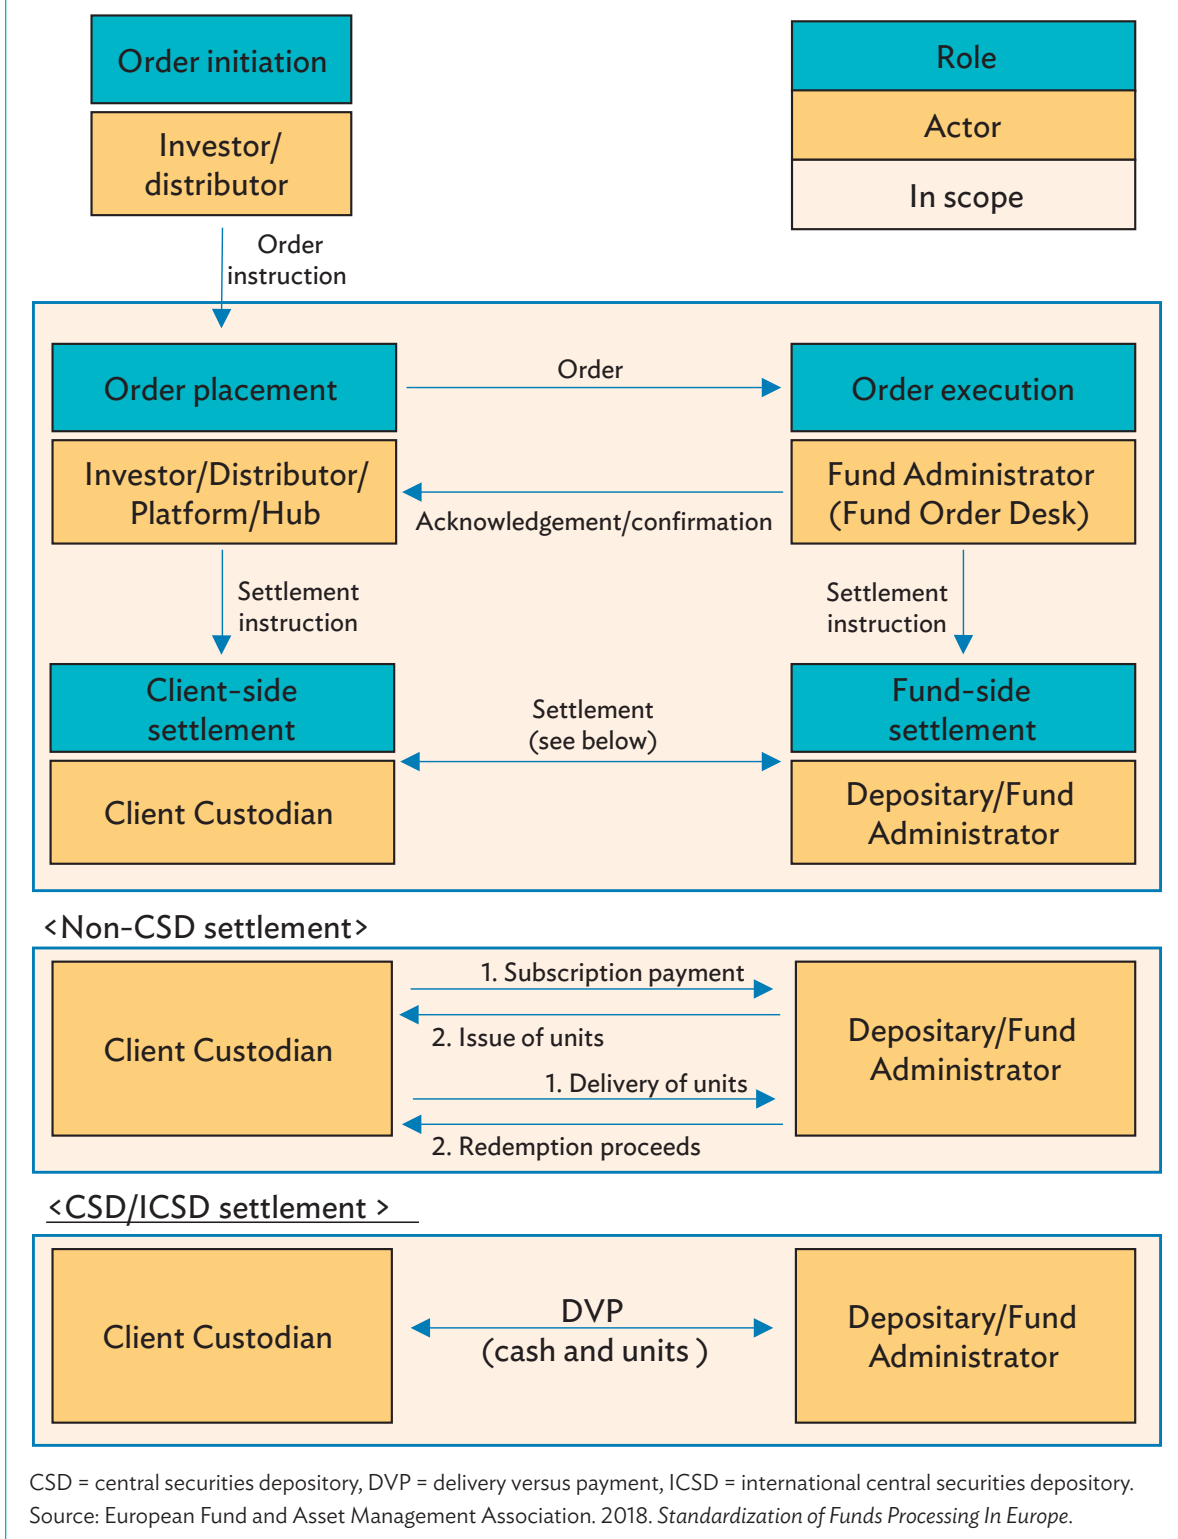 Order initiation
Investor/
distributor
Role
Actor
In scope
Order
instruction
Order placement
Order
Order execution
Investor/Distributor/
Platform/Hub
Acknowledgement/confirmation
Fund Administrator
(Fund Order Desk)
Settlement
instruction
Settlement
instruction
Client-side
settlement
Settlement
(see below)
Fund-side
settlement
Client Custodian
Depositary/Fund
Administrator
<Non-CSD settlement>
Client Custodian
1. Subscription payment
2. Issue of units
1. Delivery of units
2. Redemption proceeds
Depositary/Fund
Administrator
<CSD/ICSD settlement >
Client Custodian
DVP
(cash and units )
Depositary/Fund
Administrator
CSD = central securities depository, DVP = delivery versus payment, ICSD = international central securities depository.
Source: European Fund and Asset Management Association. 2018. Standardization of Funds Processing In Europe.